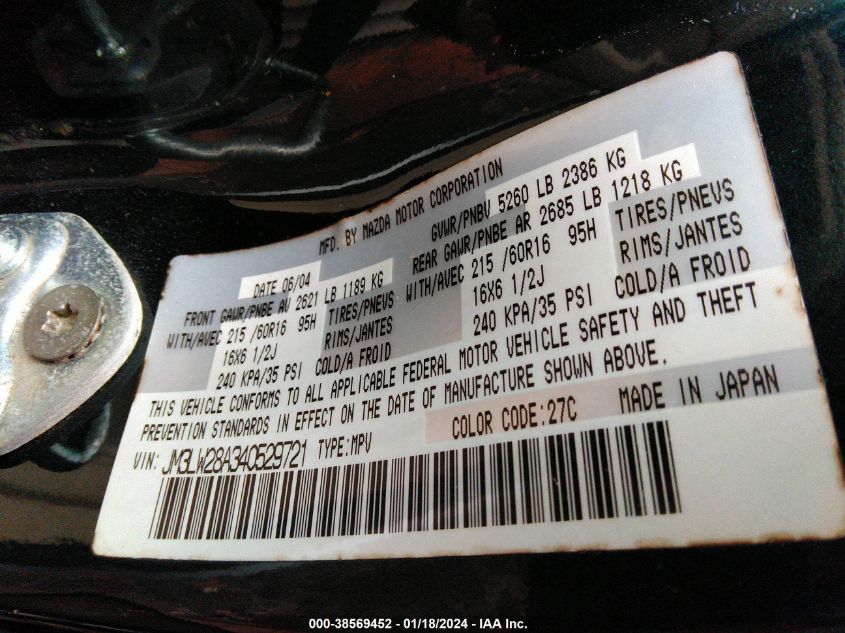 MFD. BY MAZDA MOTOR CORPORATION
DATE 06/04 GVWR/PNBV 5260 LB 2386 KG
FRONT GAWR/PNBE AV 2621 LB 1189 KG REAR GAWR/PNBE AR 2685 LB 1218 KG
WITH/AVEC 215 /60R16 95H TIRES/PNEVS WITH/AVEC 215 /60R16 95H TIRES/PNEVS
16X6 1/2J RIMS/JANTES 16X6 1/2J RIMS/JANTES
240 KPA/35 PSI COLD/A FROID 240 KPA/35 PSI COLD/A FROID
THIS VEHICLE CONFORMS TO ALL APPLICABLE FEDERAL MOTOR VEHICLE SAFETY AND THEFT
PREVENTION STANDARDS IN EFFECT ON THE DATE OF MANUFACTURE SHOWN ABOVE.
VIN: JM3LW28A340529721 TYPE:MPV COLOR CODE:27C MADE IN JAPAN
000-38569452 - 01/18/2024 - IAA Inc.